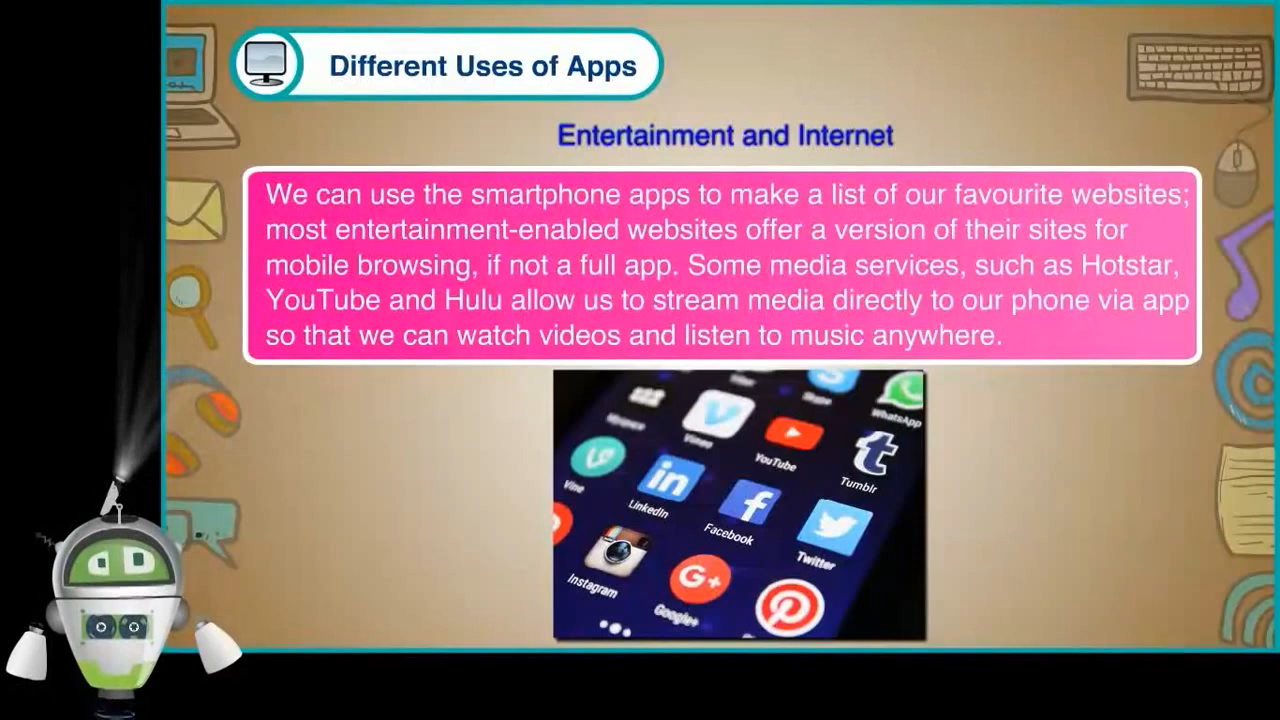 Different Uses of Apps
Entertainment and Internet
We can use the smartphone apps to make a list of our favourite websites;
most entertainment-enabled websites offer a version of their sites for
mobile browsing, if not a full app. Some media services, such as Hotstar,
YouTube and Hulu allow us to stream media directly to our phone via app
so that we can watch videos and listen to music anywhere.
Skype
WhatsApp
Myspace
Vimeo
YouTube
Tumblr
Vine
LinkedIn
Facebook
Twitter
Instagram
Google+